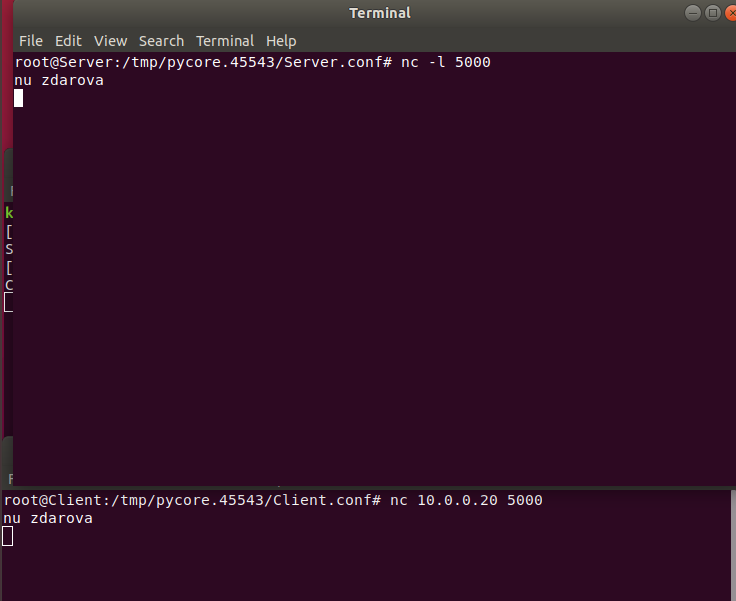 Terminal
File Edit View Search Terminal Help
root@Server:/tmp/pycore.45543/Server.conf# nc -l 5000
nu zdarova
k
[
S
[
C
root@Client:/tmp/pycore.45543/Client.conf# nc 10.0.0.20 5000
nu zdarova